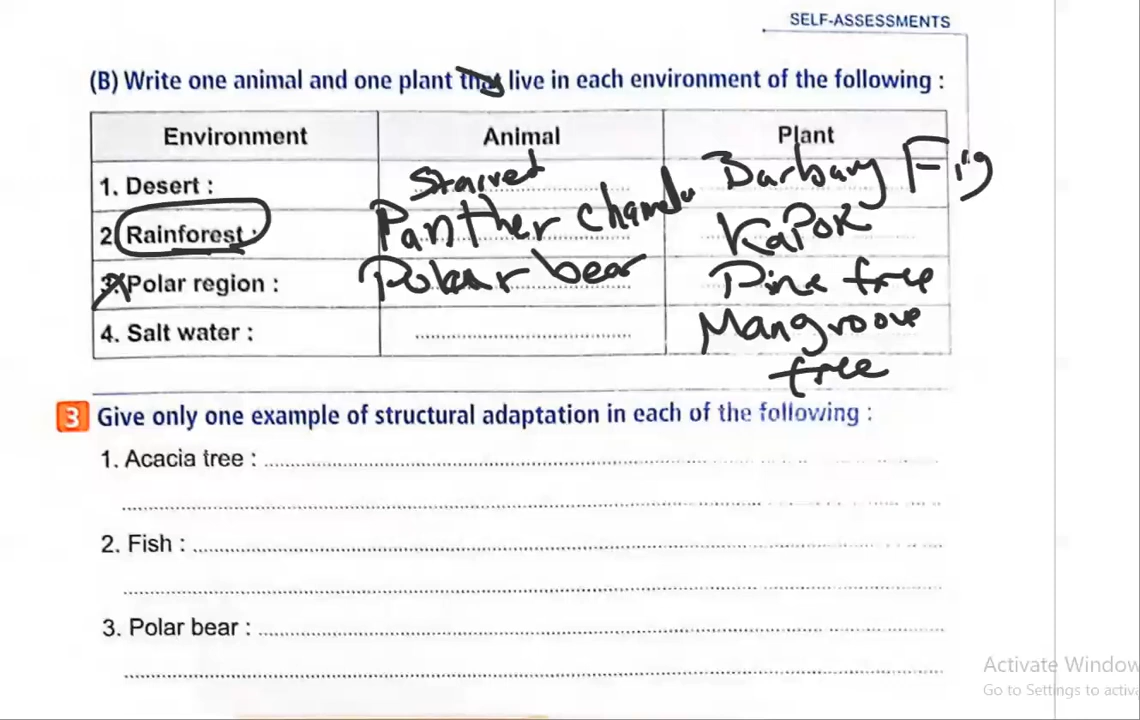 SELF-ASSESSMENTS
(B) Write one animal and one plant that live in each environment of the following :
Environment Animal Plant
1. Desert : Barbary Fig
2. Rainforest : Panther KaPok
3. Polar region : Polar bear Pine tree
4. Salt water : Mangroove
tree
3 Give only one example of structural adaptation in each of the following :
1. Acacia tree :
2. Fish :
3. Polar bear :
Activate Window
Go to Settings to activa